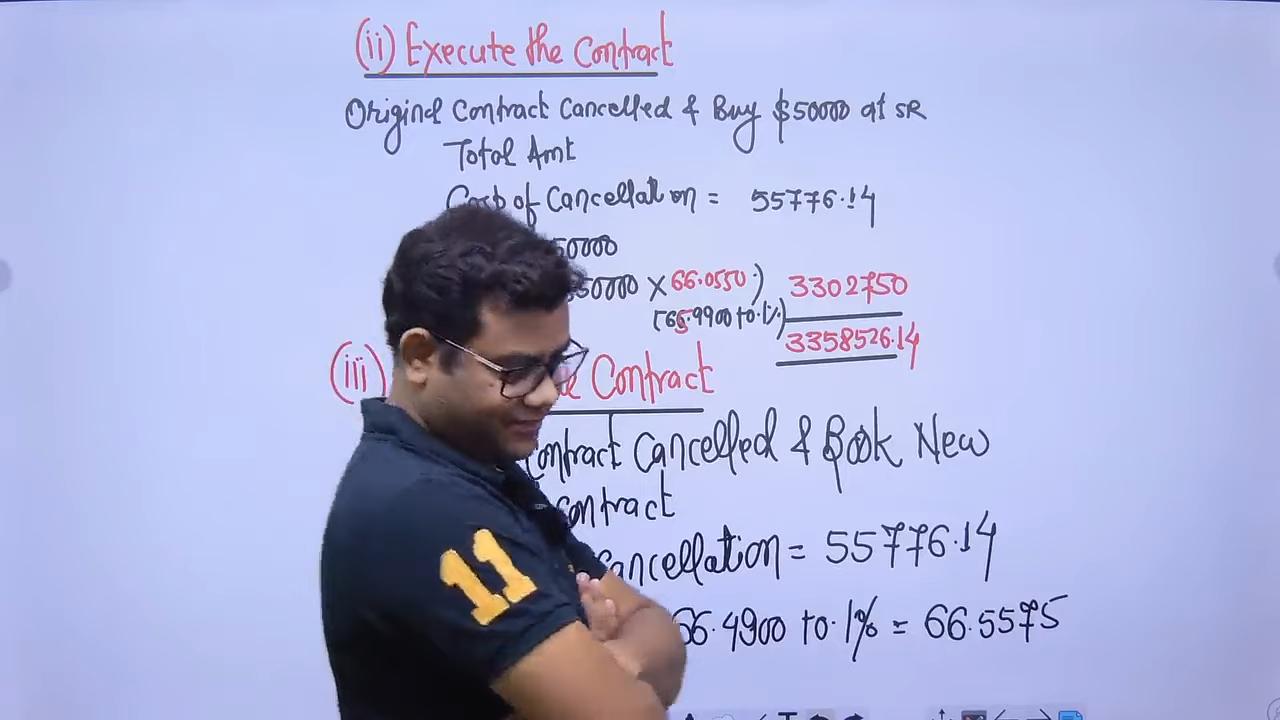 (ii) Execute the Contract
Original Contract Cancelled & Buy $50000 at SR
Total Amt
Cost of Cancellation = 55776.14
50000
50000 × 66.0550) 3302750
(65.9900 + 0.1%)
3358526.14
(iii) Contract
Contract Cancelled & Book New
Contract
Cancellation = 55776.14
66.4900 + 0.1% = 66.5575
11